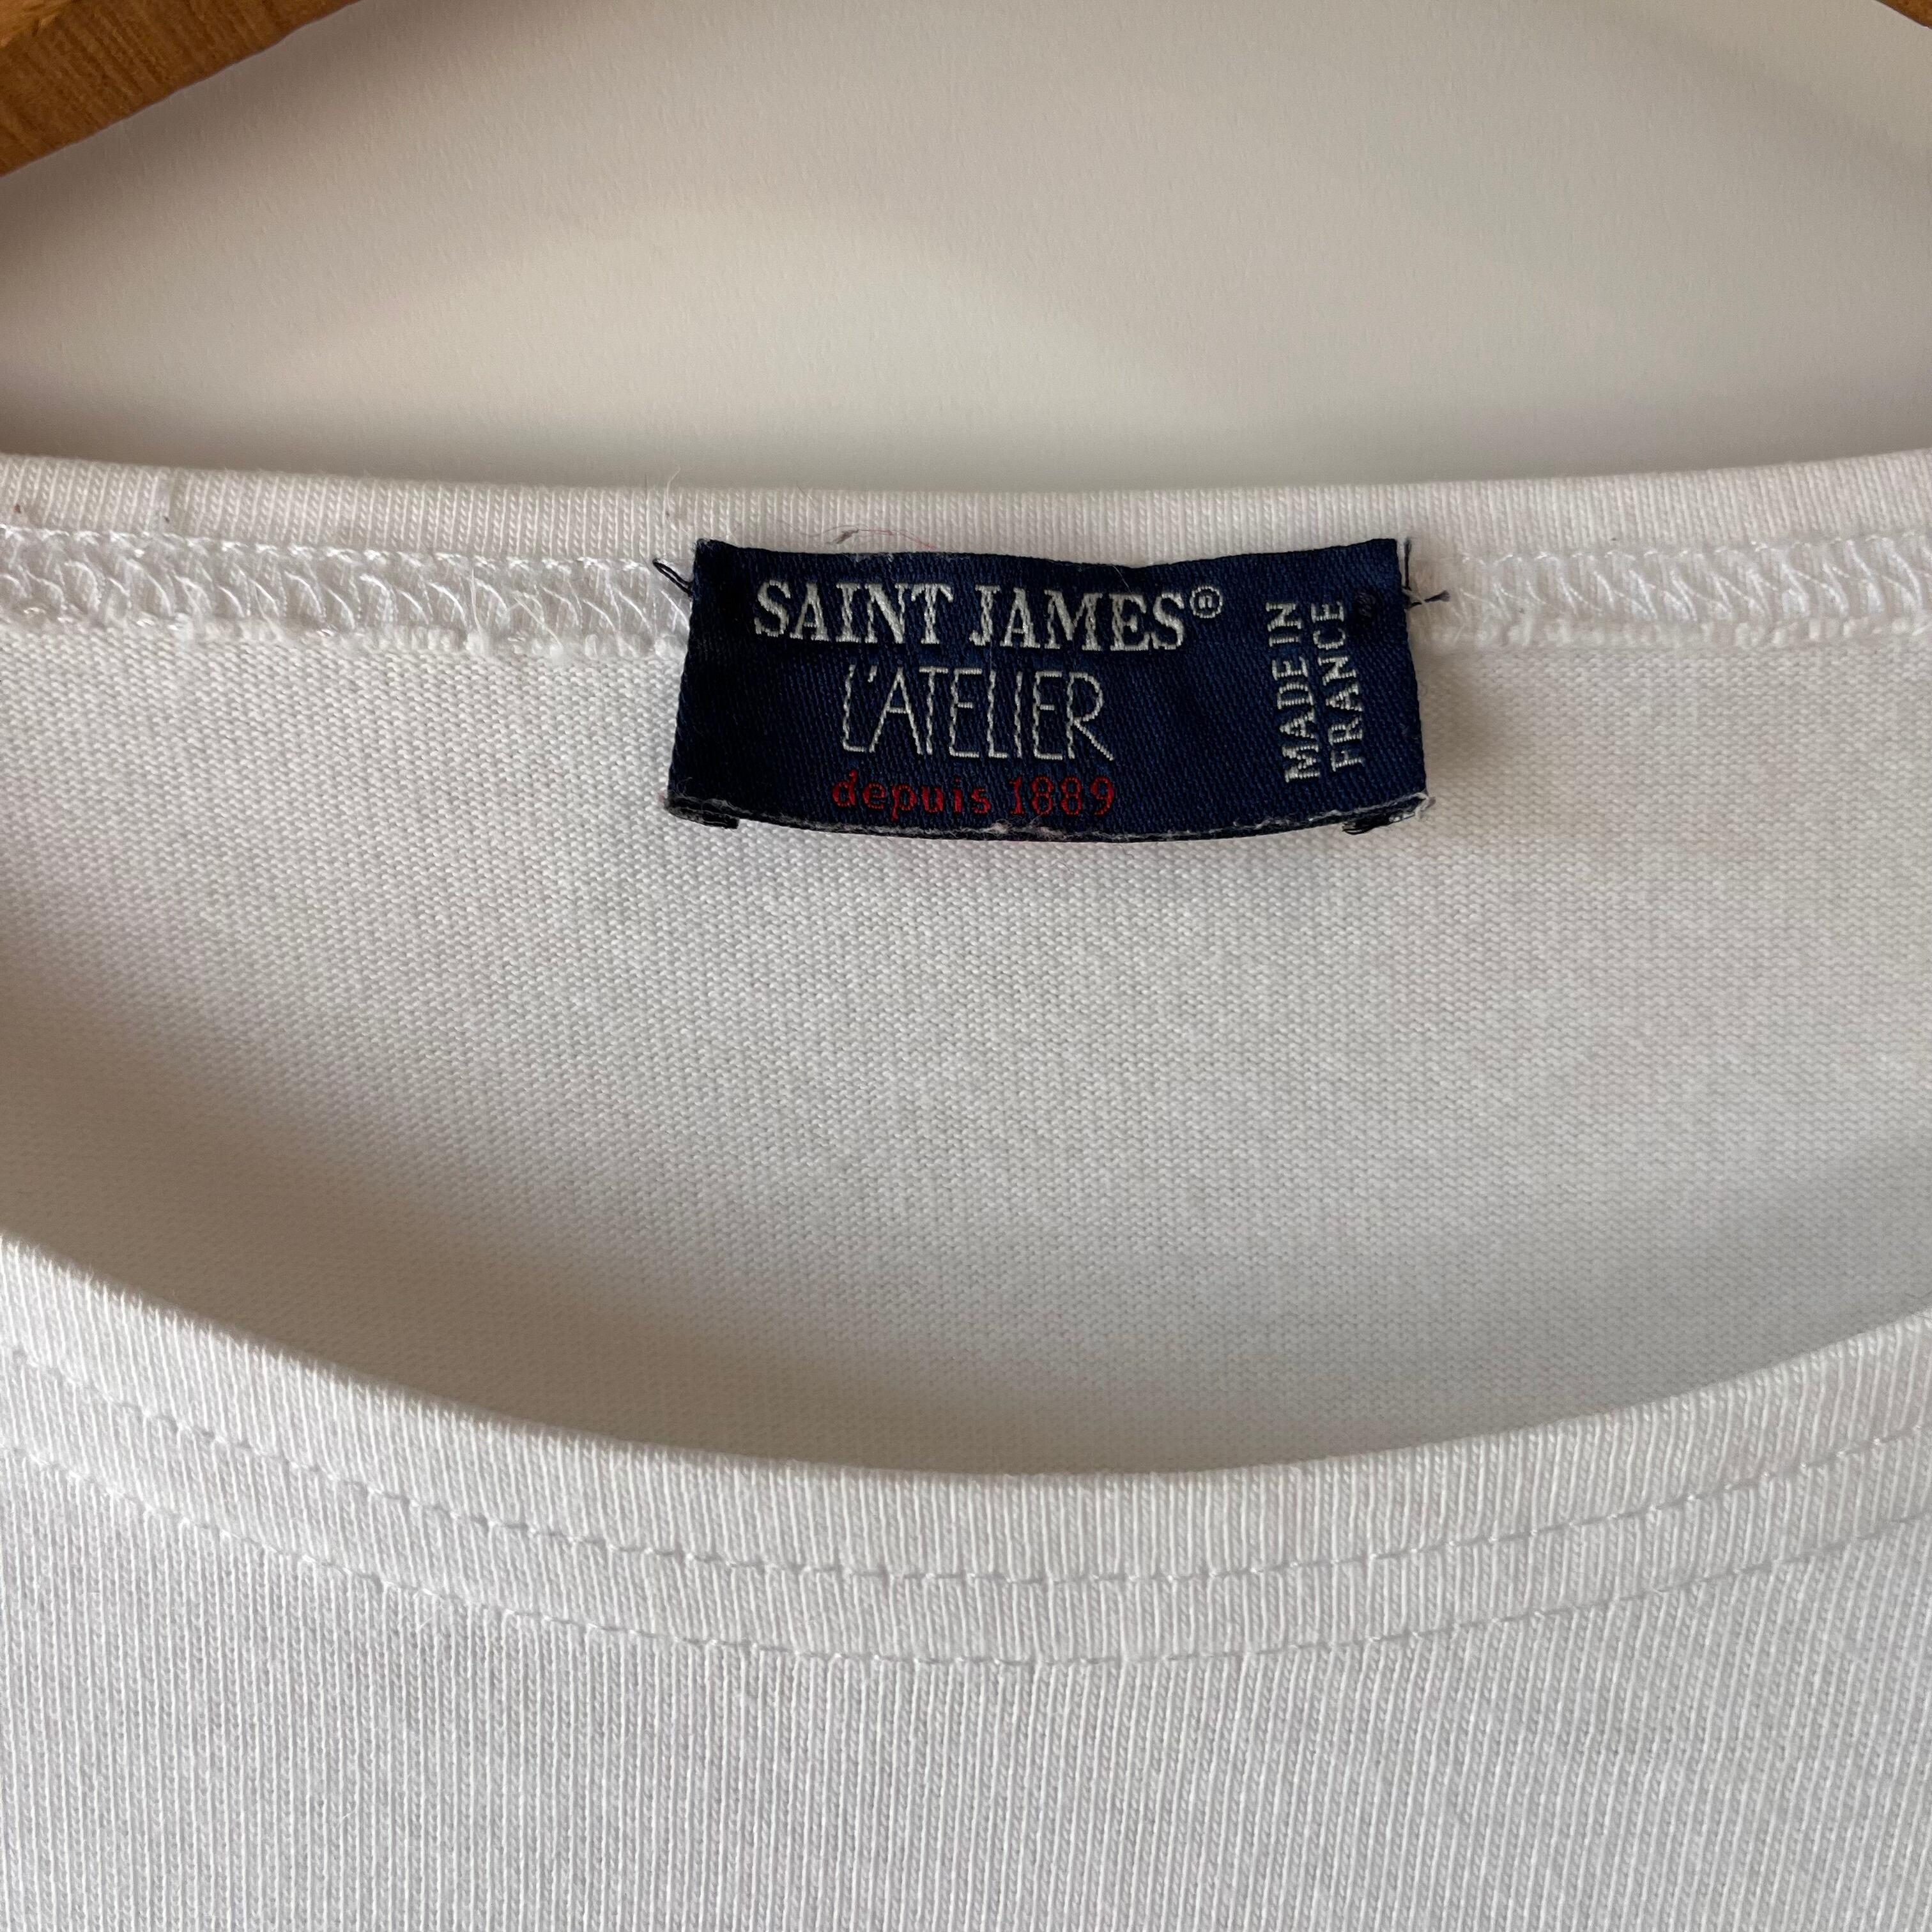 SAINT JAMES®
L'ATELIER
depuis 1889
MADE IN
FRANCE